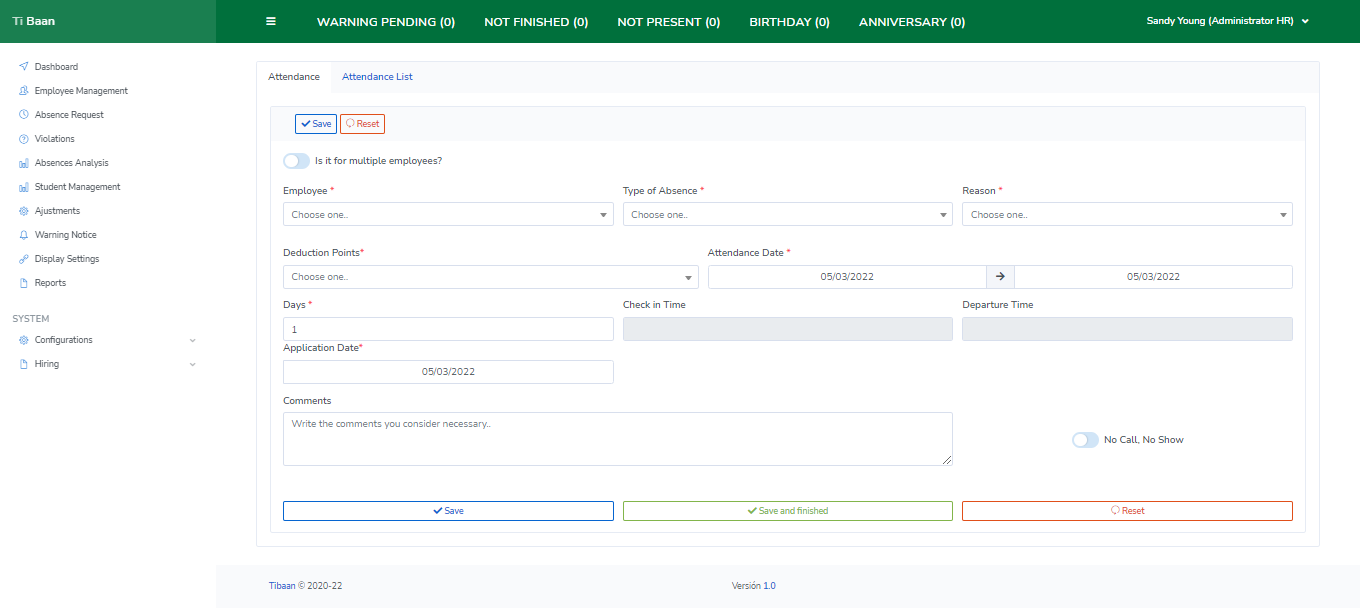 Ti Baan
WARNING PENDING (0) NOT FINISHED (0) NOT PRESENT (0) BIRTHDAY (0) ANNIVERSARY (0)
Sandy Young (Administrator HR)
Dashboard
Employee Management
Absence Request
Violations
Absences Analysis
Student Management
Ajustments
Warning Notice
Display Settings
Reports
SYSTEM
Configurations
Hiring
Attendance Attendance List
Save Reset
Is it for multiple employees?
Employee * Type of Absence * Reason *
Choose one.. Choose one.. Choose one..
Deduction Points* Attendance Date *
Choose one.. 05/03/2022 → 05/03/2022
Days * Check in Time Departure Time
1
Application Date*
05/03/2022
Comments
Write the comments you consider necessary..
No Call, No Show
Save Save and finished Reset
Tibaan © 2020-22 Versión 1.0